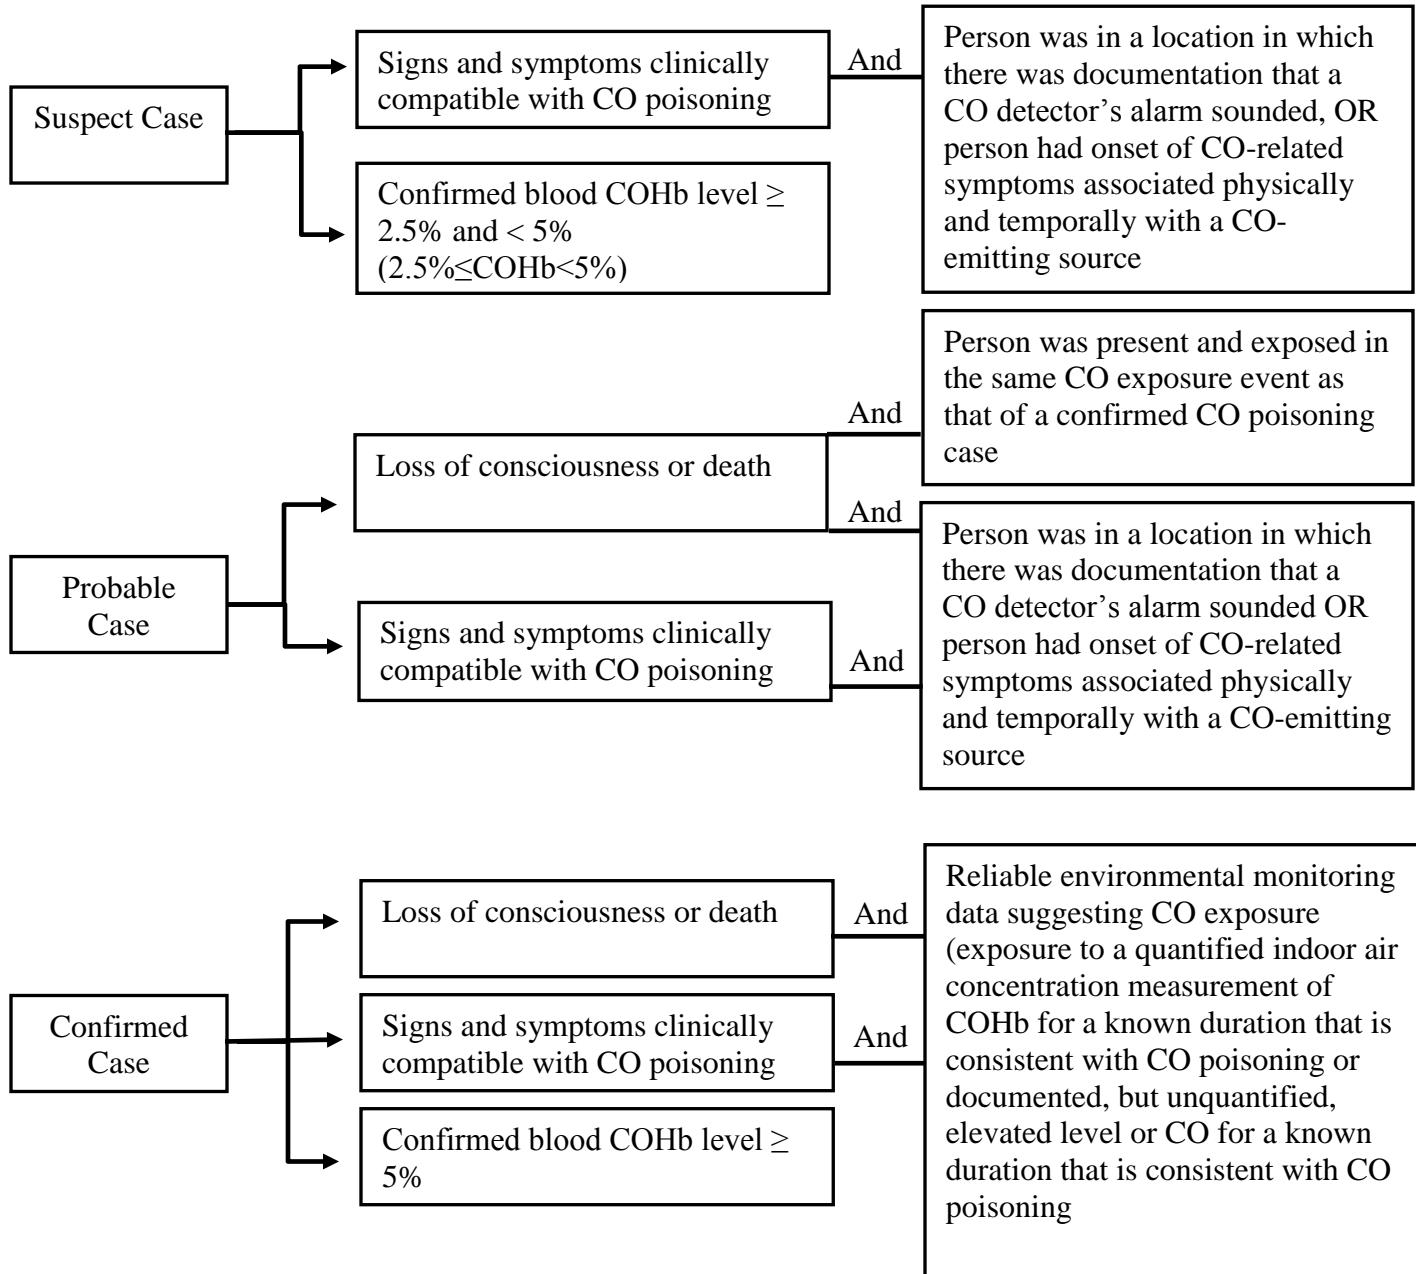 Suspect Case
Signs and symptoms clinically
compatible with CO poisoning
And
Person was in a location in which
there was documentation that a
CO detector’s alarm sounded, OR
person had onset of CO-related
symptoms associated physically
and temporally with a CO-
emitting source
Confirmed blood COHb level ≥
2.5% and < 5%
(2.5%≤COHb<5%)
Probable
Case
Loss of consciousness or death
And
Person was present and exposed in
the same CO exposure event as
that of a confirmed CO poisoning
case
And
Signs and symptoms clinically
compatible with CO poisoning
And
Person was in a location in which
there was documentation that a
CO detector’s alarm sounded OR
person had onset of CO-related
symptoms associated physically
and temporally with a CO-emitting
source
Confirmed
Case
Loss of consciousness or death
And
Signs and symptoms clinically
compatible with CO poisoning
And
Confirmed blood COHb level ≥
5%
Reliable environmental monitoring
data suggesting CO exposure
(exposure to a quantified indoor air
concentration measurement of
COHb for a known duration that is
consistent with CO poisoning or
documented, but unquantified,
elevated level or CO for a known
duration that is consistent with CO
poisoning